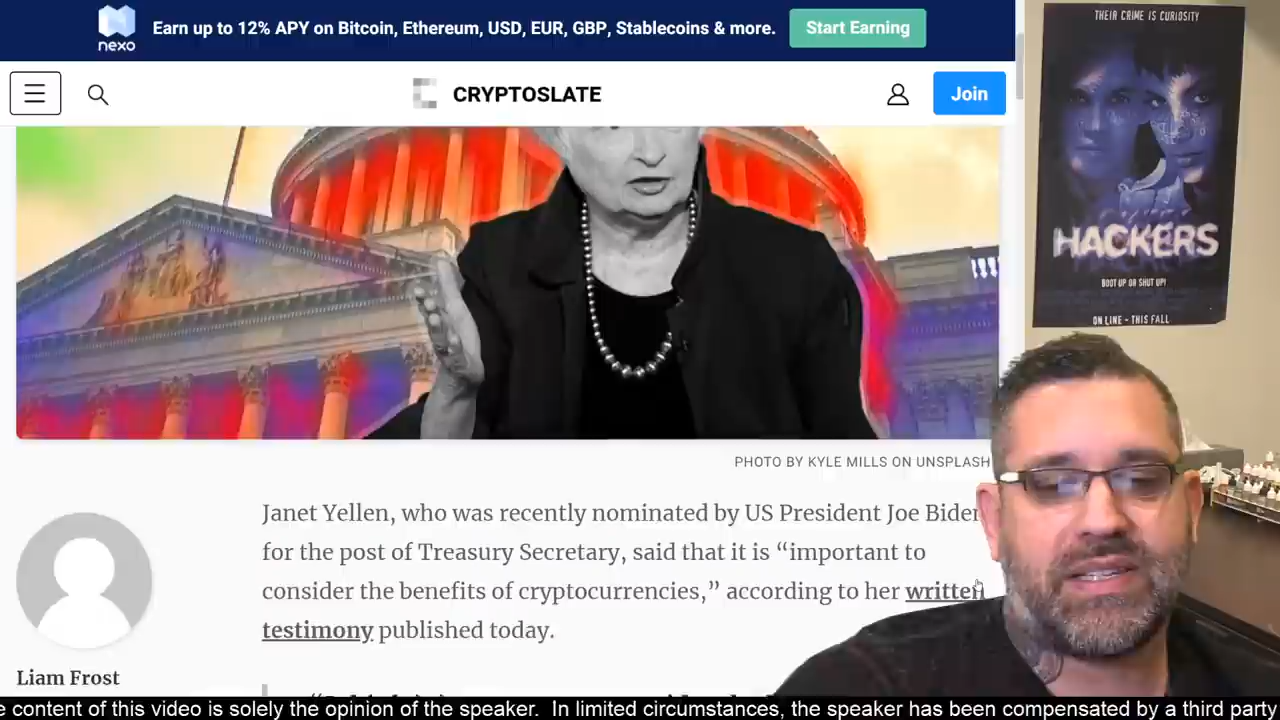 nexo
Earn up to 12% APY on Bitcoin, Ethereum, USD, EUR, GBP, Stablecoins & more.
Start Earning
CRYPTOSLATE
Join
THEIR CRIME IS CURIOSITY
HACKERS
BOOT UP OR SHUT UP!
ON LINE - THIS FALL
PHOTO BY KYLE MILLS ON UNSPLASH
Janet Yellen, who was recently nominated by US President Joe Biden
for the post of Treasury Secretary, said that it is “important to
consider the benefits of cryptocurrencies,” according to her written
testimony published today.
Liam Frost
content of this video is solely the opinion of the speaker. In limited circumstances, the speaker has been compensated by a third party